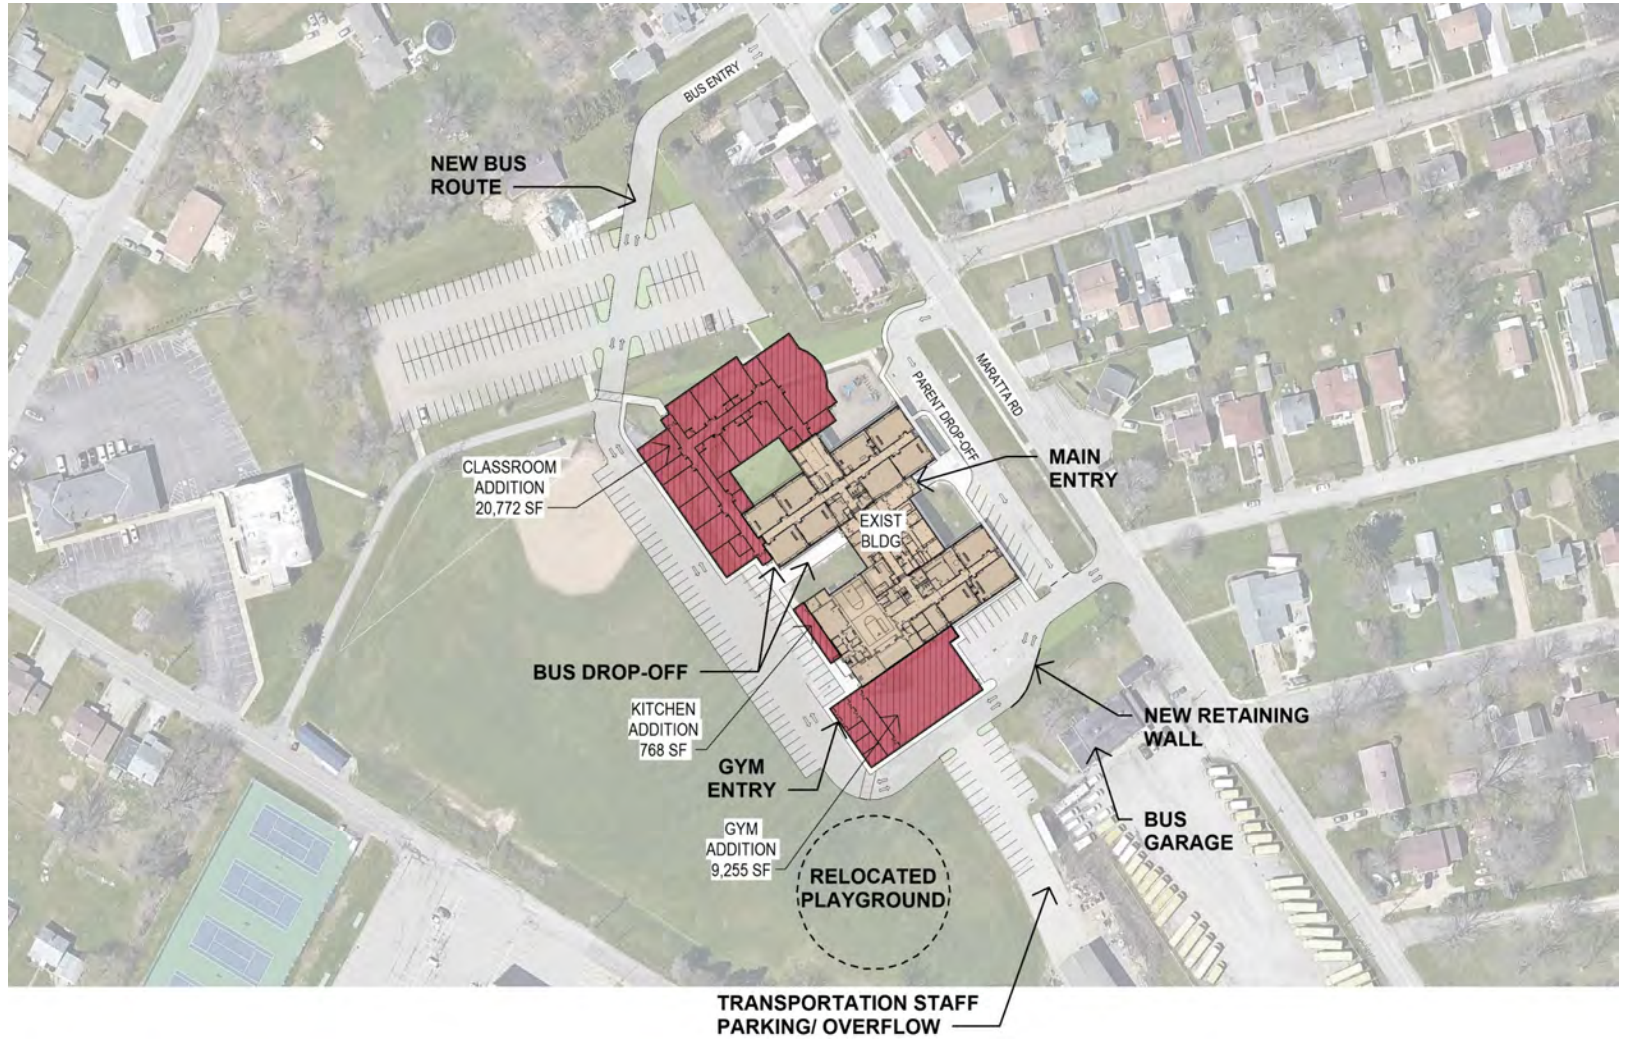 BUS ENTRY
NEW BUS
ROUTE
MARATTA RD
PARENT DROP-OFF
CLASSROOM
ADDITION
20,772 SF
MAIN
ENTRY
EXIST
BLDG
BUS DROP-OFF
KITCHEN
ADDITION
768 SF
NEW RETAINING
WALL
GYM
ENTRY
BUS
GARAGE
GYM
ADDITION
9,255 SF
RELOCATED
PLAYGROUND
TRANSPORTATION STAFF
PARKING/ OVERFLOW